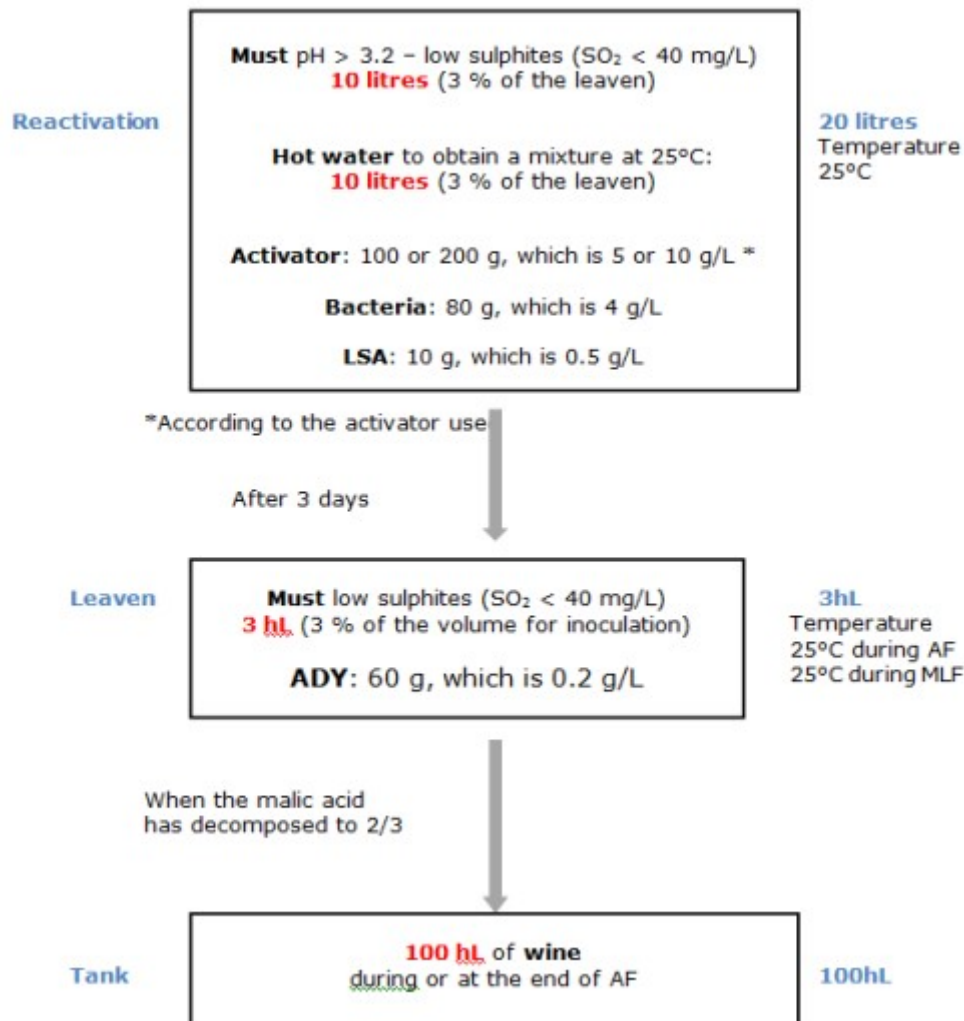 Must pH > 3.2 – low sulphites (SO₂ < 40 mg/L)
10 litres (3 % of the leaven)
Reactivation
20 litres
Temperature
25°C
Hot water to obtain a mixture at 25°C:
10 litres (3 % of the leaven)
Activator: 100 or 200 g, which is 5 or 10 g/L *
Bacteria: 80 g, which is 4 g/L
LSA: 10 g, which is 0.5 g/L
*According to the activator use
After 3 days
Leaven
Must low sulphites (SO₂ < 40 mg/L)
3 hL (3 % of the volume for inoculation)
ADY: 60 g, which is 0.2 g/L
3hL
Temperature
25°C during AF
25°C during MLF
When the malic acid
has decomposed to 2/3
Tank
100 hL of wine
during or at the end of AF
100hL